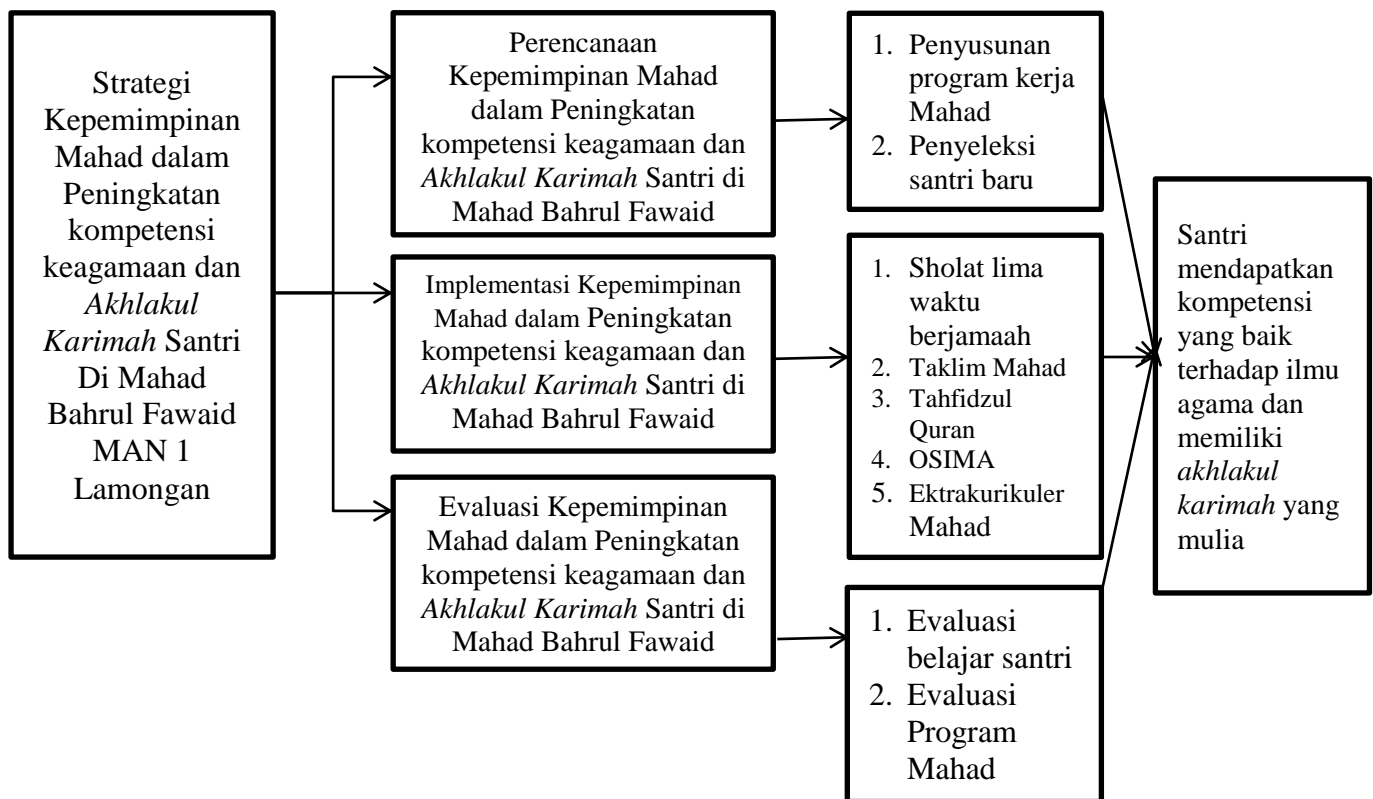 Strategi
Kepemimpinan
Mahad dalam
Peningkatan
kompetensi
keagamaan dan
Akhlakul
Karimah Santri
Di Mahad
Bahrul Fawaid
MAN 1
Lamongan
Perencanaan
Kepemimpinan Mahad
dalam Peningkatan
kompetensi keagamaan dan
Akhlakul Karimah Santri di
Mahad Bahrul Fawaid
Implementasi Kepemimpinan
Mahad dalam Peningkatan
kompetensi keagamaan dan
Akhlakul Karimah Santri di
Mahad Bahrul Fawaid
Evaluasi Kepemimpinan
Mahad dalam Peningkatan
kompetensi keagamaan dan
Akhlakul Karimah Santri di
Mahad Bahrul Fawaid
1. Penyusunan
program kerja
Mahad
2. Penyeleksi
santri baru
1. Sholat lima
waktu
berjamaah
2. Taklim Mahad
3. Tahfidzul
Quran
4. OSIMA
5. Ektrakurikuler
Mahad
1. Evaluasi
belajar santri
2. Evaluasi
Program
Mahad
Santri
mendapatkan
kompetensi
yang baik
terhadap ilmu
agama dan
memiliki
akhlakul
karimah yang
mulia